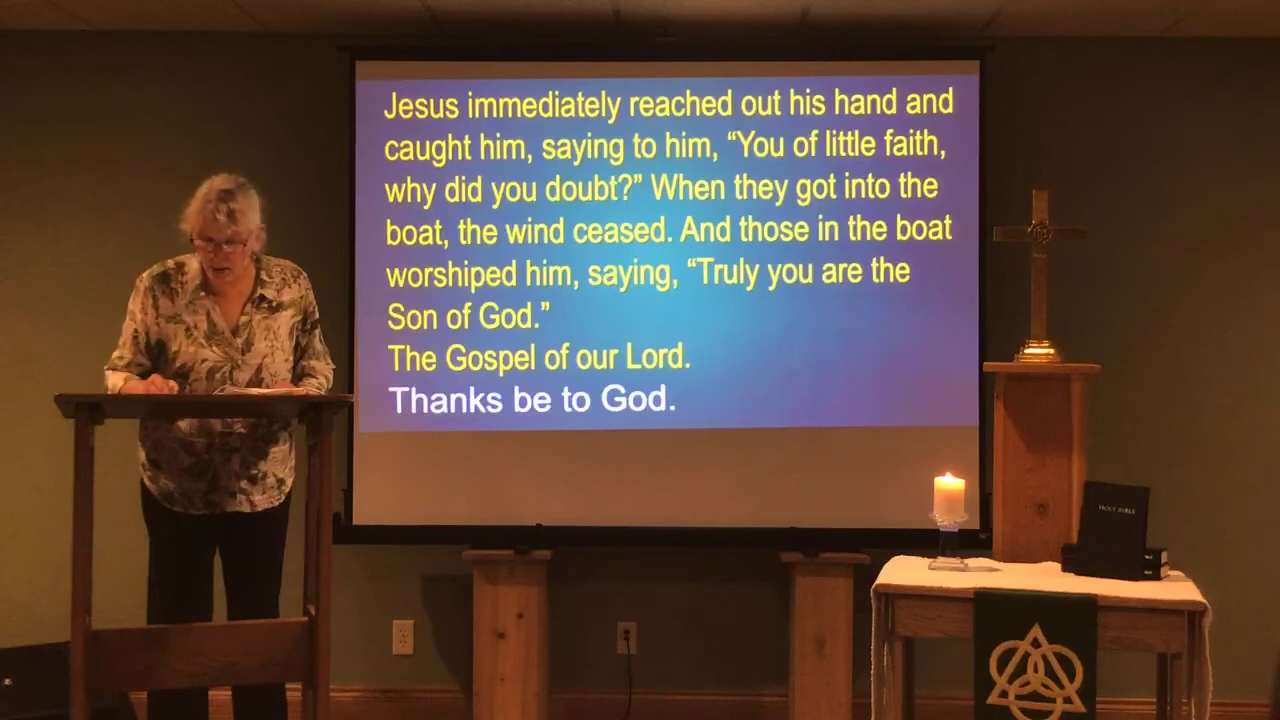 Jesus immediately reached out his hand and
caught him, saying to him, “You of little faith,
why did you doubt?” When they got into the
boat, the wind ceased. And those in the boat
worshiped him, saying, “Truly you are the
Son of God.”
The Gospel of our Lord.
Thanks be to God.
HOLY BIBLE